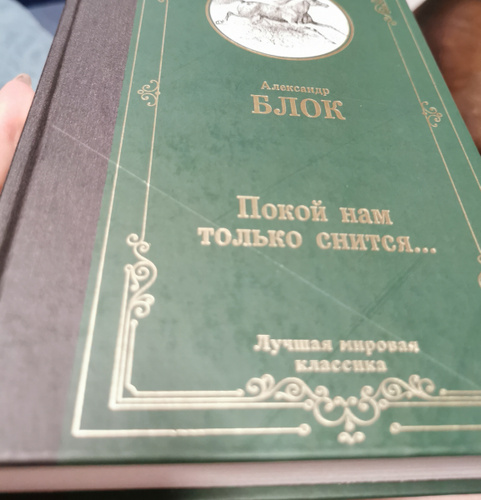 Александр
БЛОК
Покой нам
только снится...
Лучшая мировая
классика